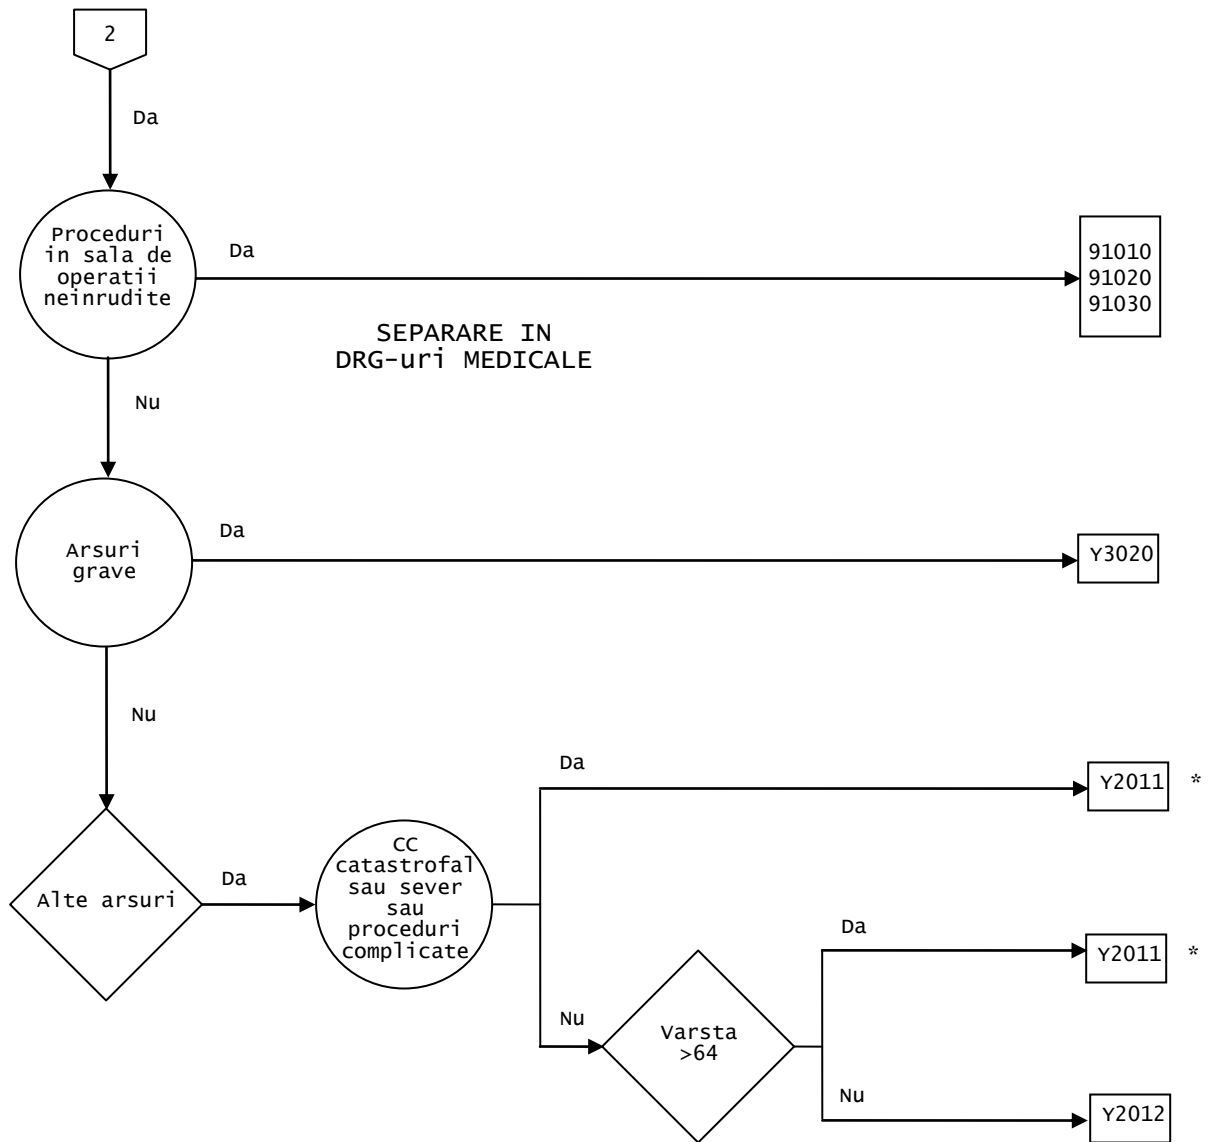 2
Da
Proceduri
in sala de
operatii
neinrudite
Da
91010
91020
91030
SEPARARE IN
DRG-uri MEDICALE
Nu
Arsuri
grave
Da
Y3020
Nu
Alte arsuri
Da
CC
catastrofal
sau sever
sau
proceduri
complicate
Da
Y2011 *
Nu
Varsta
>64
Da
Y2011 *
Nu
Y2012